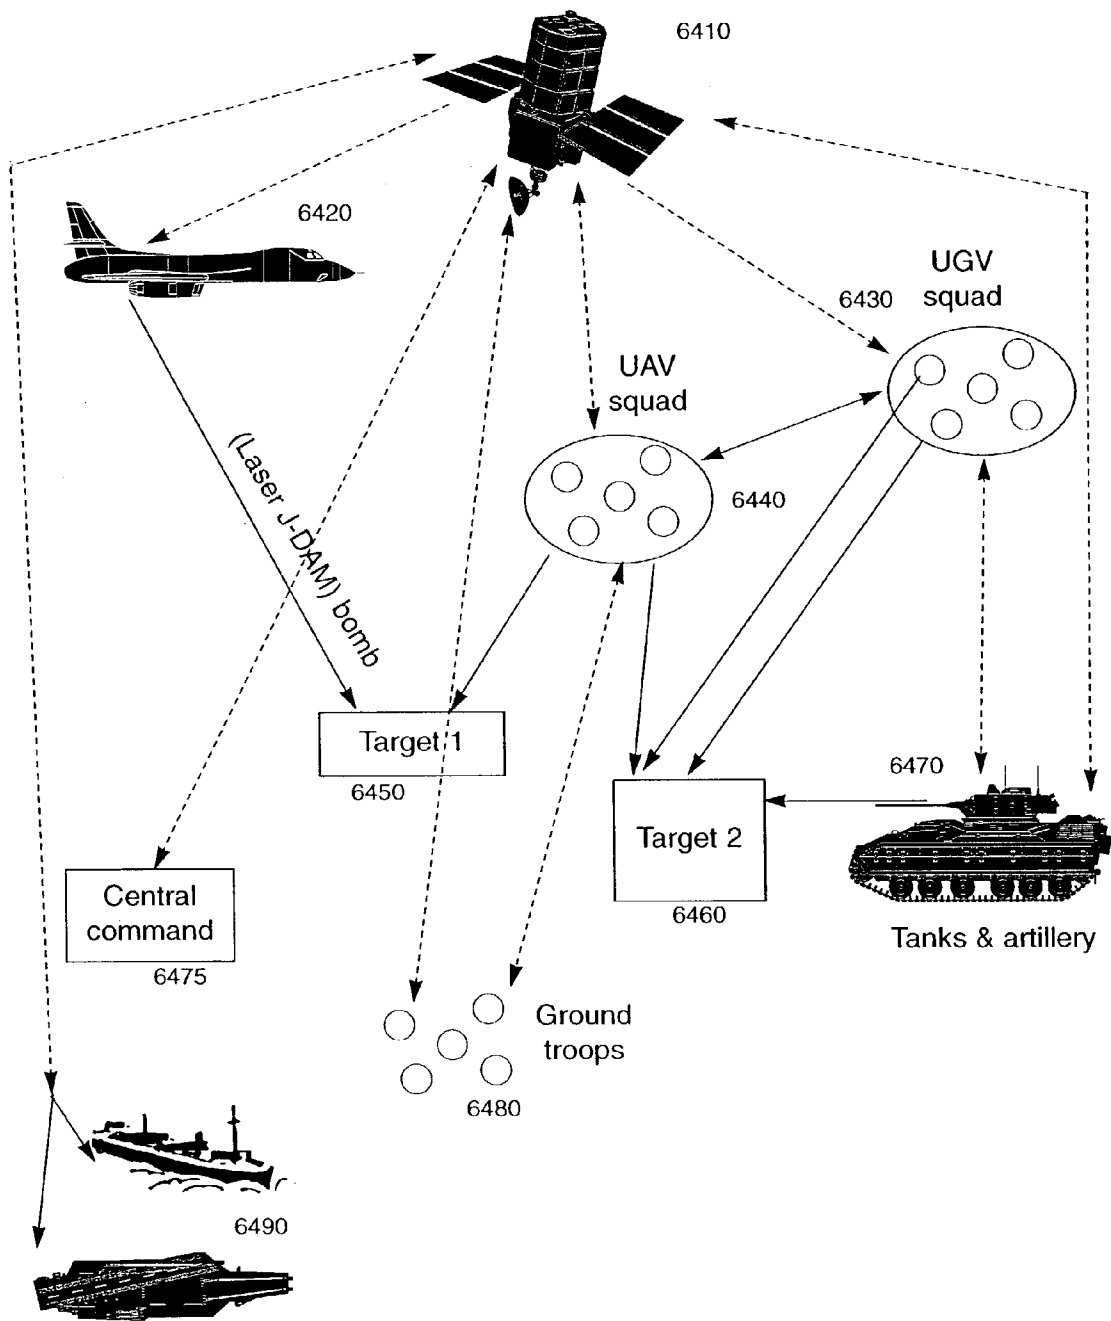 6410
6420
UGV
squad
6430
UAV
squad
6440
(Laser J-DAM) bomb
Target 1
6450
6470
Target 2
6460
Central
command
6475
Tanks & artillery
Ground
troops
6480
6490